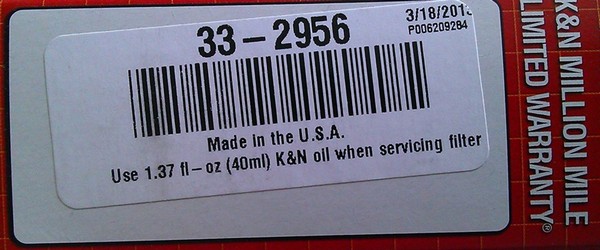 33-2956
3/18/201
P006209284
Made in the U.S.A.
Use 1.37 fl-oz (40ml) K&N oil when servicing filter
K&N MILLION MILE
LIMITED WARRANTY®